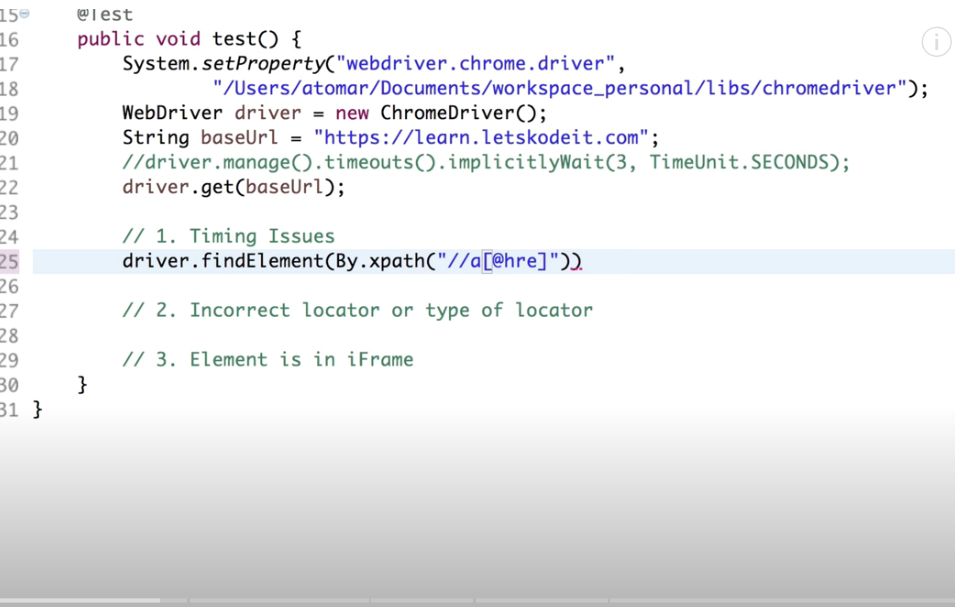 15 @Test
16 public void test() {
17 System.setProperty("webdriver.chrome.driver",
18 "/Users/atomar/Documents/workspace_personal/libs/chromedriver");
19 WebDriver driver = new ChromeDriver();
20 String baseUrl = "https://learn.letskodeit.com";
21 //driver.manage().timeouts().implicitlyWait(3, TimeUnit.SECONDS);
22 driver.get(baseUrl);
23
24 // 1. Timing Issues
25 driver.findElement(By.xpath("//a[@hre]"))
26
27 // 2. Incorrect locator or type of locator
28
29 // 3. Element is in iFrame
30 }
31 }